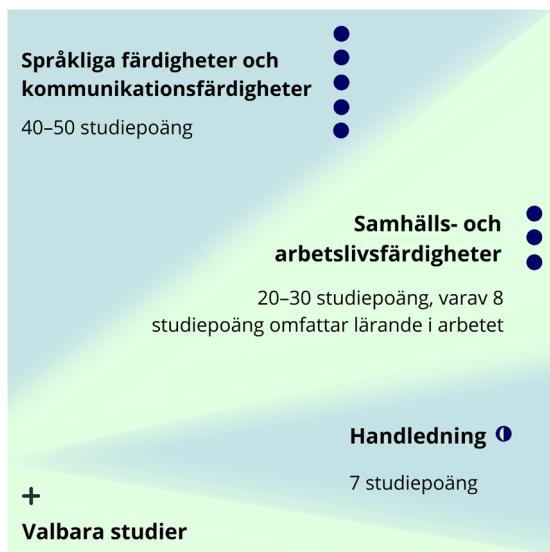 Språkliga färdigheter och
kommunikationsfärdigheter
40–50 studiepoäng
Samhälls- och
arbetslivsfärdigheter
20–30 studiepoäng, varav 8
studiepoäng omfattar lärande i arbetet
Handledning
7 studiepoäng
+
Valbara studier